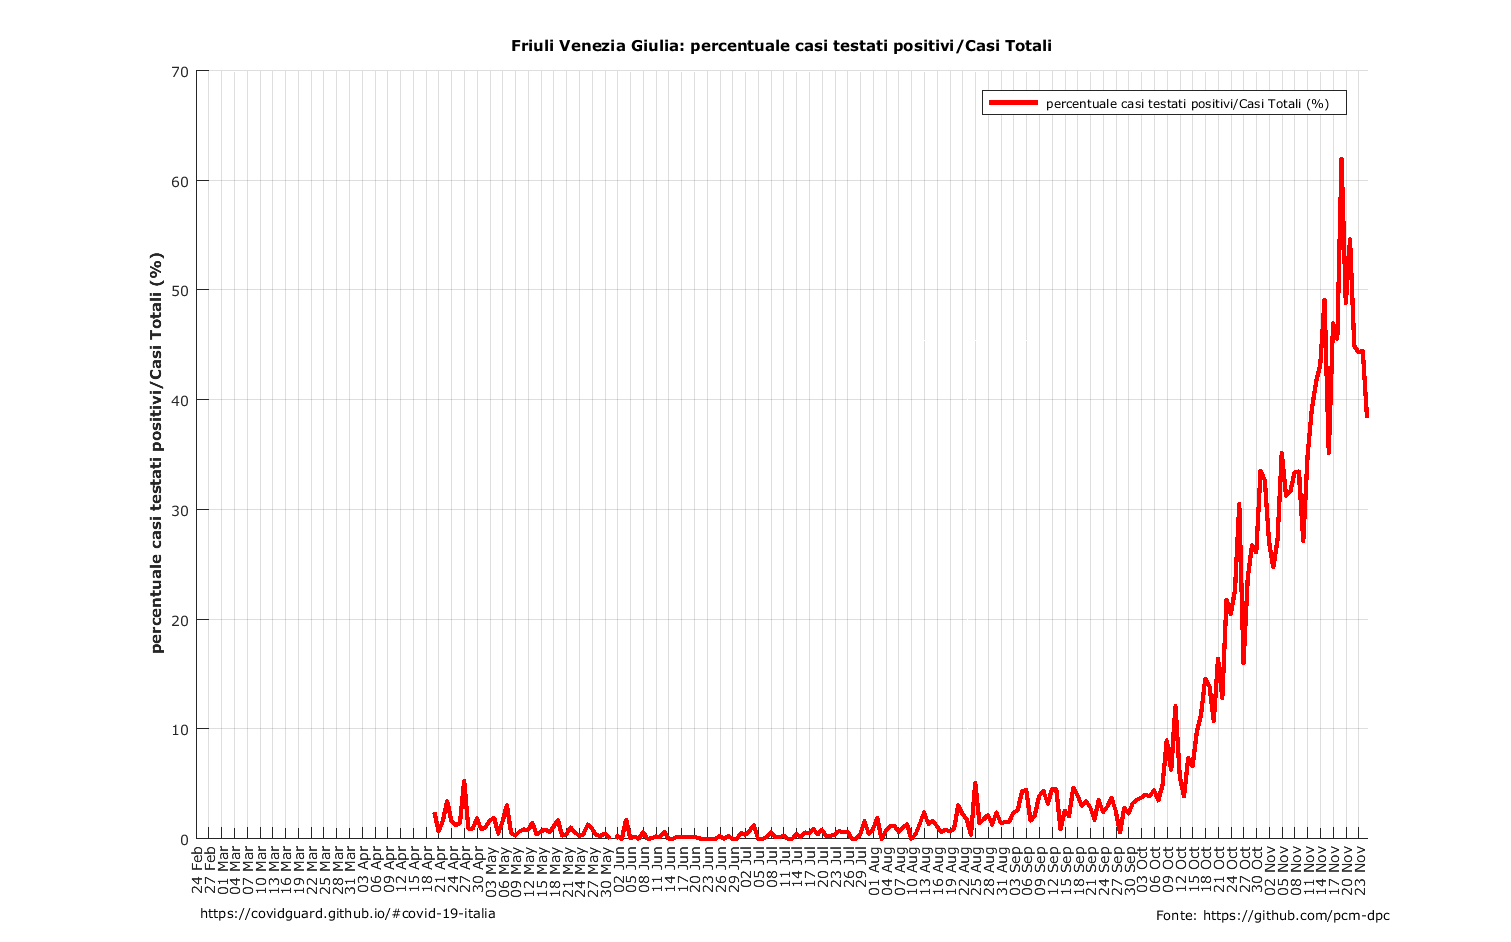 Friuli Venezia Giulia: percentuale casi testati positivi/Casi Totali
percentuale casi testati positivi/Casi Totali (%)
percentuale casi testati positivi/Casi Totali (%)
70
60
50
40
30
20
10
0
24 Feb
27 Feb
01 Mar
04 Mar
07 Mar
10 Mar
13 Mar
16 Mar
19 Mar
22 Mar
25 Mar
28 Mar
31 Mar
03 Apr
06 Apr
09 Apr
12 Apr
15 Apr
18 Apr
21 Apr
24 Apr
27 Apr
30 Apr
03 May
06 May
09 May
12 May
15 May
18 May
21 May
24 May
27 May
30 May
02 Jun
05 Jun
08 Jun
11 Jun
14 Jun
17 Jun
20 Jun
23 Jun
26 Jun
29 Jun
02 Jul
05 Jul
08 Jul
11 Jul
14 Jul
17 Jul
20 Jul
23 Jul
26 Jul
29 Jul
01 Aug
04 Aug
07 Aug
10 Aug
13 Aug
16 Aug
19 Aug
22 Aug
25 Aug
28 Aug
31 Aug
03 Sep
06 Sep
09 Sep
12 Sep
15 Sep
18 Sep
21 Sep
24 Sep
27 Sep
30 Sep
03 Oct
06 Oct
09 Oct
12 Oct
15 Oct
18 Oct
21 Oct
24 Oct
27 Oct
30 Oct
02 Nov
05 Nov
08 Nov
11 Nov
14 Nov
17 Nov
20 Nov
23 Nov
https://covidguard.github.io/#covid-19-italia
Fonte: https://github.com/pcm-dpc